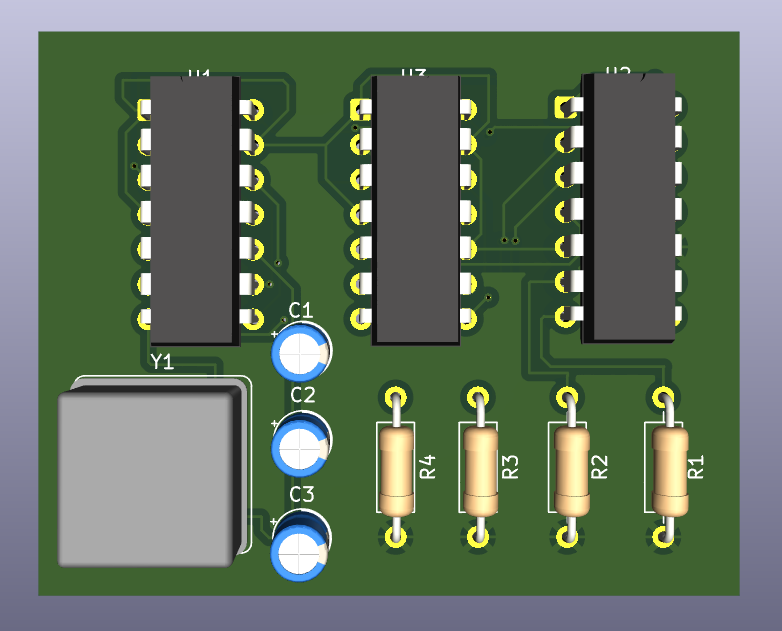 U1
U3
U2
C1
+
Y1
C2
+
R4
R3
R2
R1
C3
+